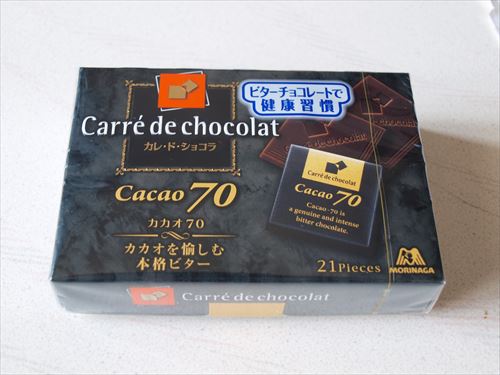 ビターチョコレートで
健康習慣
Carré de chocolat
カレ・ド・ショコラ
Cacao 70
カカオ70
カカオを愉しむ
本格ビター
Carré de chocolat
Cacao 70
Cacao·70 is
a genuine and intense
bitter chocolate.
21 Pieces
MORINAGA
Carré de chocolat